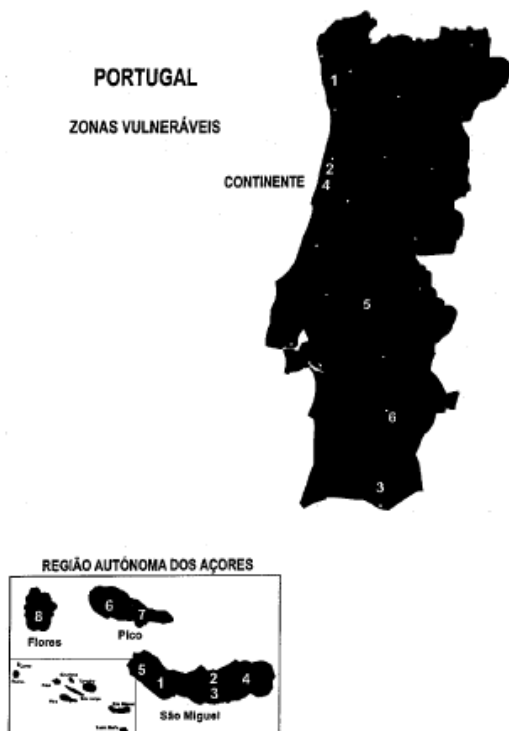 PORTUGAL
ZONAS VULNERÁVEIS
CONTINENTE
1
2
4
5
6
3
REGIÃO AUTÓNOMA DOS AÇORES
8
6
7
Flores
Pico
5
1
2
3
4
São Miguel